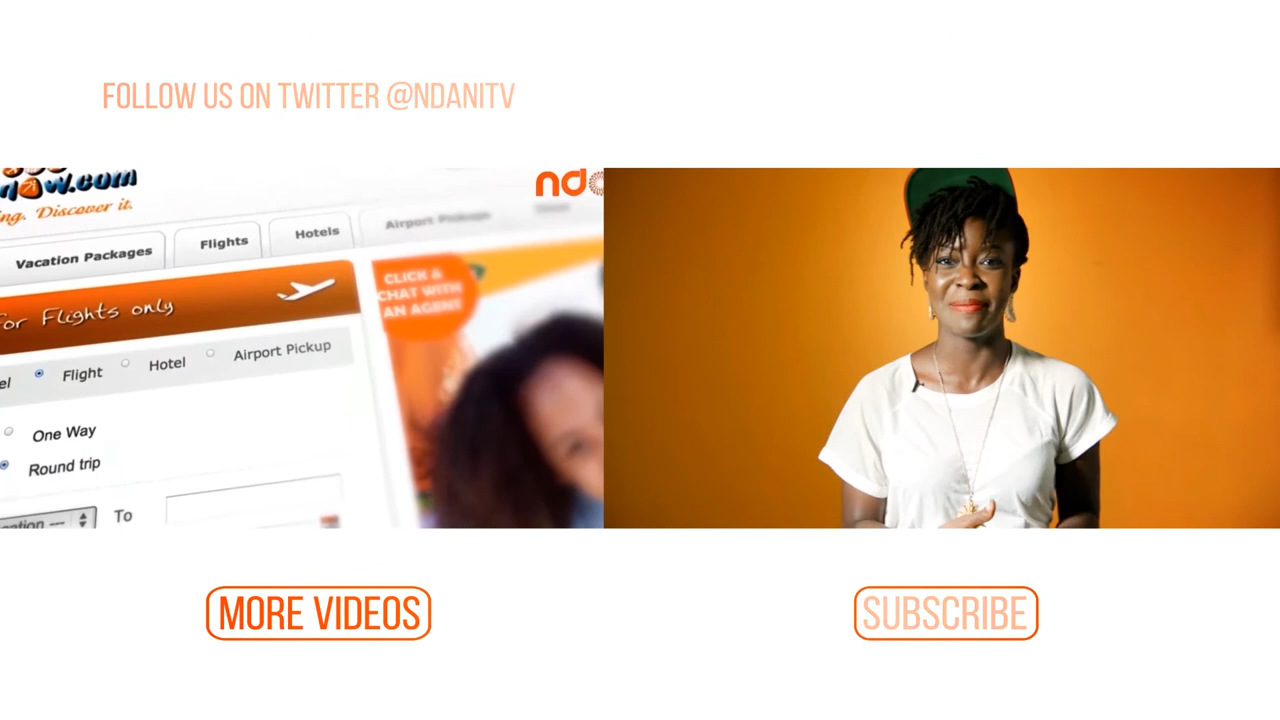 FOLLOW US ON TWITTER @NDANITV
now.com
Discover it.
Vacation Packages
Flights
Hotels
Airport Pickup
CLICK &
CHAT WITH
AN AGENT
For Flights only
Flight
Hotel
Airport Pickup
One Way
Round trip
To
MORE VIDEOS
SUBSCRIBE